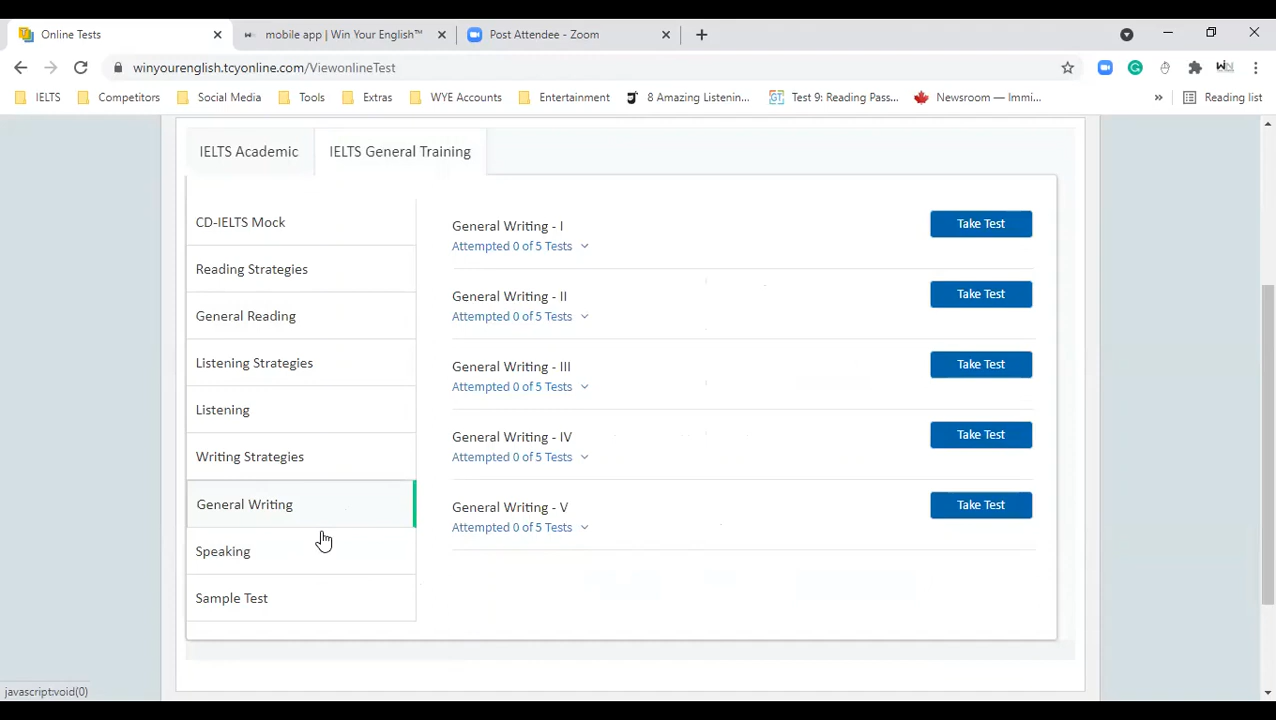 Online Tests
mobile app | Win Your English™
Post Attendee - Zoom
winyourenglish.tcyonline.com/ViewonlineTest
IELTS
Competitors
Social Media
Tools
Extras
WYE Accounts
Entertainment
8 Amazing Listenin...
Test 9: Reading Pass...
Newsroom — Immi...
»
Reading list
IELTS Academic
IELTS General Training
CD-IELTS Mock
Reading Strategies
General Reading
Listening Strategies
Listening
Writing Strategies
General Writing
Speaking
Sample Test
General Writing - I
Attempted 0 of 5 Tests
Take Test
General Writing - II
Attempted 0 of 5 Tests
Take Test
General Writing - III
Attempted 0 of 5 Tests
Take Test
General Writing - IV
Attempted 0 of 5 Tests
Take Test
General Writing - V
Attempted 0 of 5 Tests
Take Test
javascript:void(0)